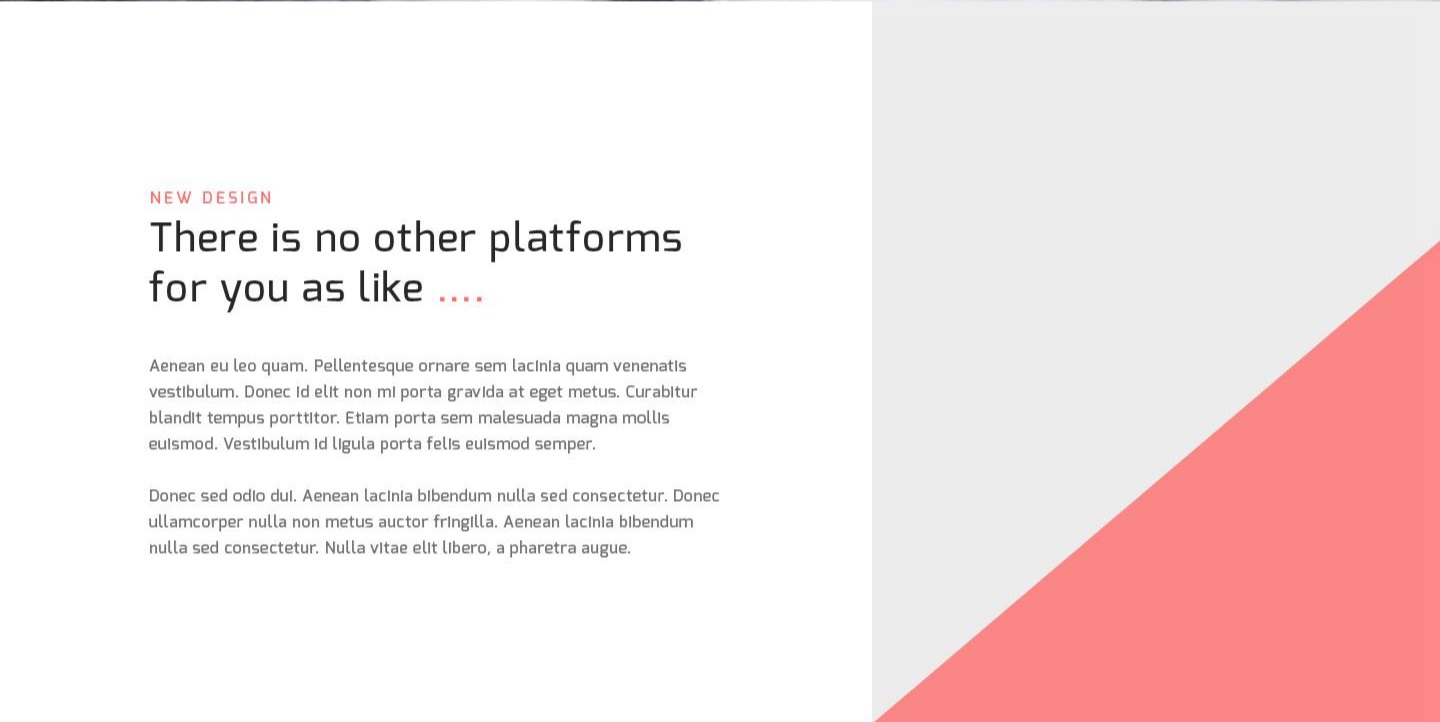 NEW DESIGN
There is no other platforms
for you as like ....
Aenean eu leo quam. Pellentesque ornare sem lacinia quam venenatis
vestibulum. Donec id elit non mi porta gravida at eget metus. Curabitur
blandit tempus porttitor. Etiam porta sem malesuada magna mollis
euismod. Vestibulum id ligula porta felis euismod semper.
Donec sed odio dui. Aenean lacinia bibendum nulla sed consectetur. Donec
ullamcorper nulla non metus auctor fringilla. Aenean lacinia bibendum
nulla sed consectetur. Nulla vitae elit libero, a pharetra augue.